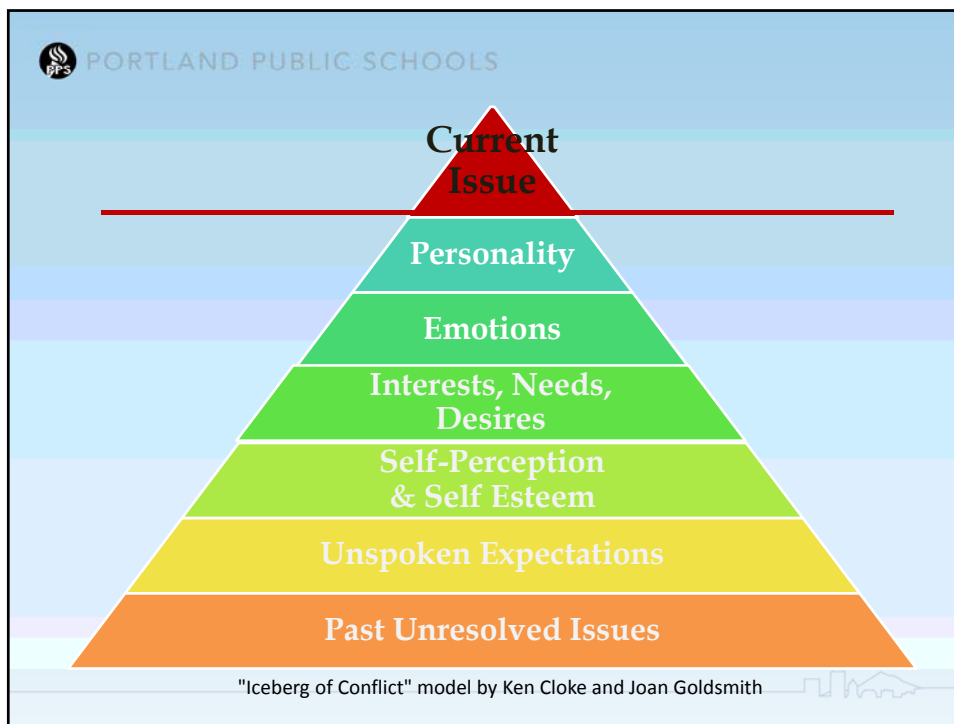 PPS PORTLAND PUBLIC SCHOOLS
Current
Issue
Personality
Emotions
Interests, Needs,
Desires
Self-Perception
& Self Esteem
Unspoken Expectations
Past Unresolved Issues
"Iceberg of Conflict" model by Ken Cloke and Joan Goldsmith